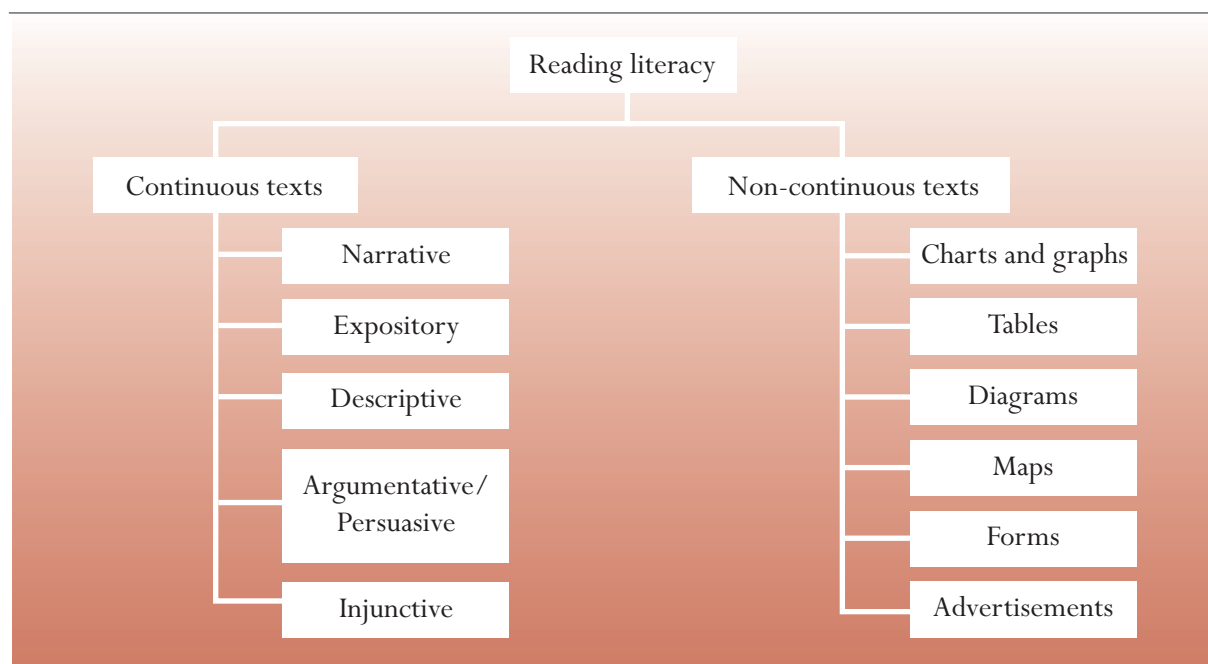 Reading literacy
Continuous texts
Narrative
Expository
Descriptive
Argumentative/
Persuasive
Injunctive
Non-continuous texts
Charts and graphs
Tables
Diagrams
Maps
Forms
Advertisements